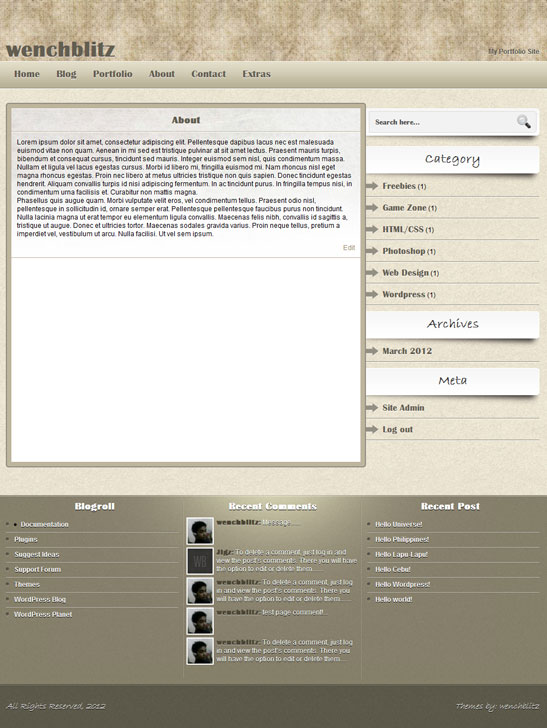 wenchblitz
My Portfolio Site
Home Blog Portfolio About Contact Extras
About
Lorem ipsum dolor sit amet, consectetur adipiscing elit. Pellentesque dapibus lacus nec est malesuada
euismod vitae non quam. Aenean in mi sed est tristique pulvinar at sit amet lectus. Praesent mauris turpis,
bibendum et consequat cursus, tincidunt sed mauris. Integer euismod sem nisl, quis condimentum massa.
Nullam et ligula vel lacus egestas cursus. Morbi id libero mi, fringilla euismod mi. Nam rhoncus nisl eget
magna rhoncus egestas. Proin nec libero at metus ultricies tristique non quis sapien. Donec tincidunt egestas
hendrerit. Aliquam convallis turpis id nisi adipiscing fermentum. In ac tincidunt purus. In fringilla tempus nisi, in
condimentum urna facilisis et. Curabitur non mattis magna.
Phasellus quis augue quam. Morbi vulputate velit eros, vel condimentum tellus. Praesent odio nisl,
pellentesque in sollicitudin id, ornare semper erat. Pellentesque pellentesque faucibus purus non tincidunt.
Nulla lacinia magna ut erat tempor eu elementum ligula convallis. Maecenas felis nibh, convallis id sagittis a,
tristique ut augue. Donec et ultricies tortor. Maecenas sodales gravida varius. Proin neque tellus, pretium a
imperdiet vel, vestibulum ut arcu. Nulla facilisi. Ut vel sem ipsum.
Edit
Search here...
Category
Freebies (1)
Game Zone (1)
HTML/CSS (1)
Photoshop (1)
Web Design (1)
Wordpress (1)
Archives
March 2012
Meta
Site Admin
Log out
Blogroll
Documentation
Plugins
Suggest Ideas
Support Forum
Themes
WordPress Blog
WordPress Planet
Recent Comments
wenchblitz: Message.....
WB
Jigz: To delete a comment, just log in and
view the post's comments. There you will have
the option to edit or delete them.....
wenchblitz: To delete a comment, just log
in and view the post's comments. There you
will have the option to edit or delete them.....
wenchblitz: test page comment!...
wenchblitz: To delete a comment, just log
in and view the post's comments. There you
will have the option to edit or delete them.....
Recent Post
Hello Universe!
Hello Philippines!
Hello Lapu-Lapu!
Hello Cebu!
Hello Wordpress!
Hello world!
All Rights Reserved, 2012
Themes by: wenchblitz